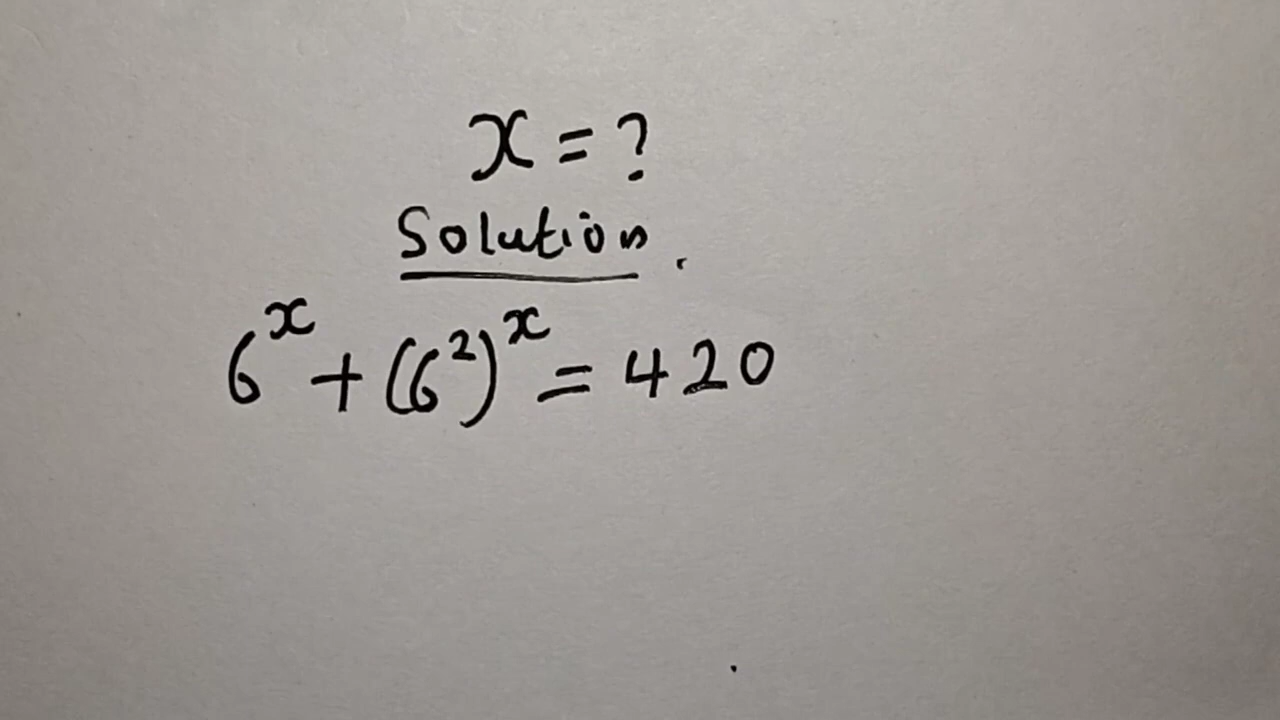 x = ?
Solution.
6^x + (6^2)^x = 420